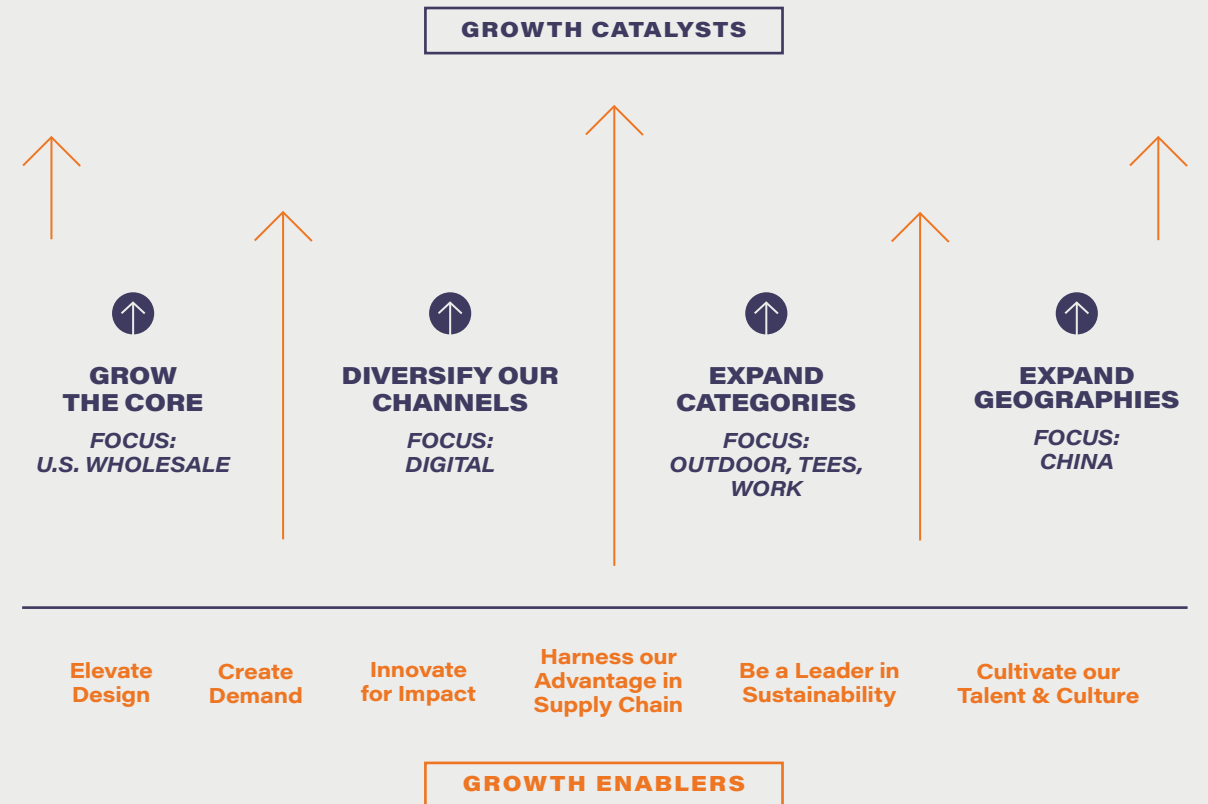 GROWTH CATALYSTS
GROW
THE CORE
FOCUS:
U.S. WHOLESALE
DIVERSIFY OUR
CHANNELS
FOCUS:
DIGITAL
EXPAND
CATEGORIES
FOCUS:
OUTDOOR, TEES,
WORK
EXPAND
GEOGRAPHIES
FOCUS:
CHINA
Elevate
Design
Create
Demand
Innovate
for Impact
Harness our
Advantage in
Supply Chain
Be a Leader in
Sustainability
Cultivate our
Talent & Culture
GROWTH ENABLERS